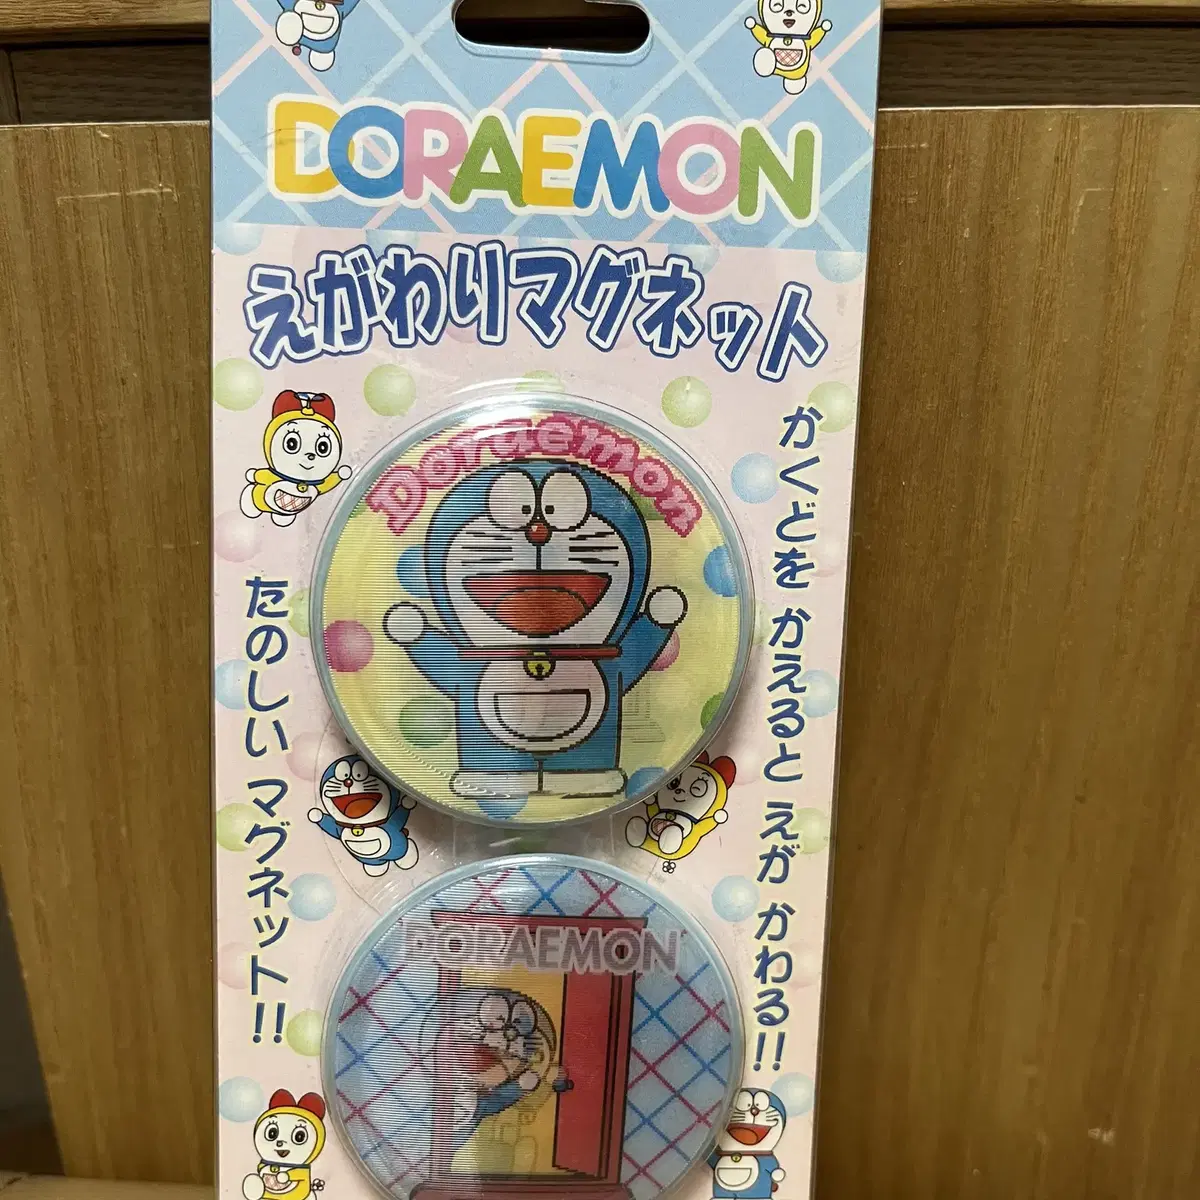 DORAEMON
えがわりマグネット
かくどを かえると えが かわる!!
たのしい マグネット!!
Doraemon
DORAEMON